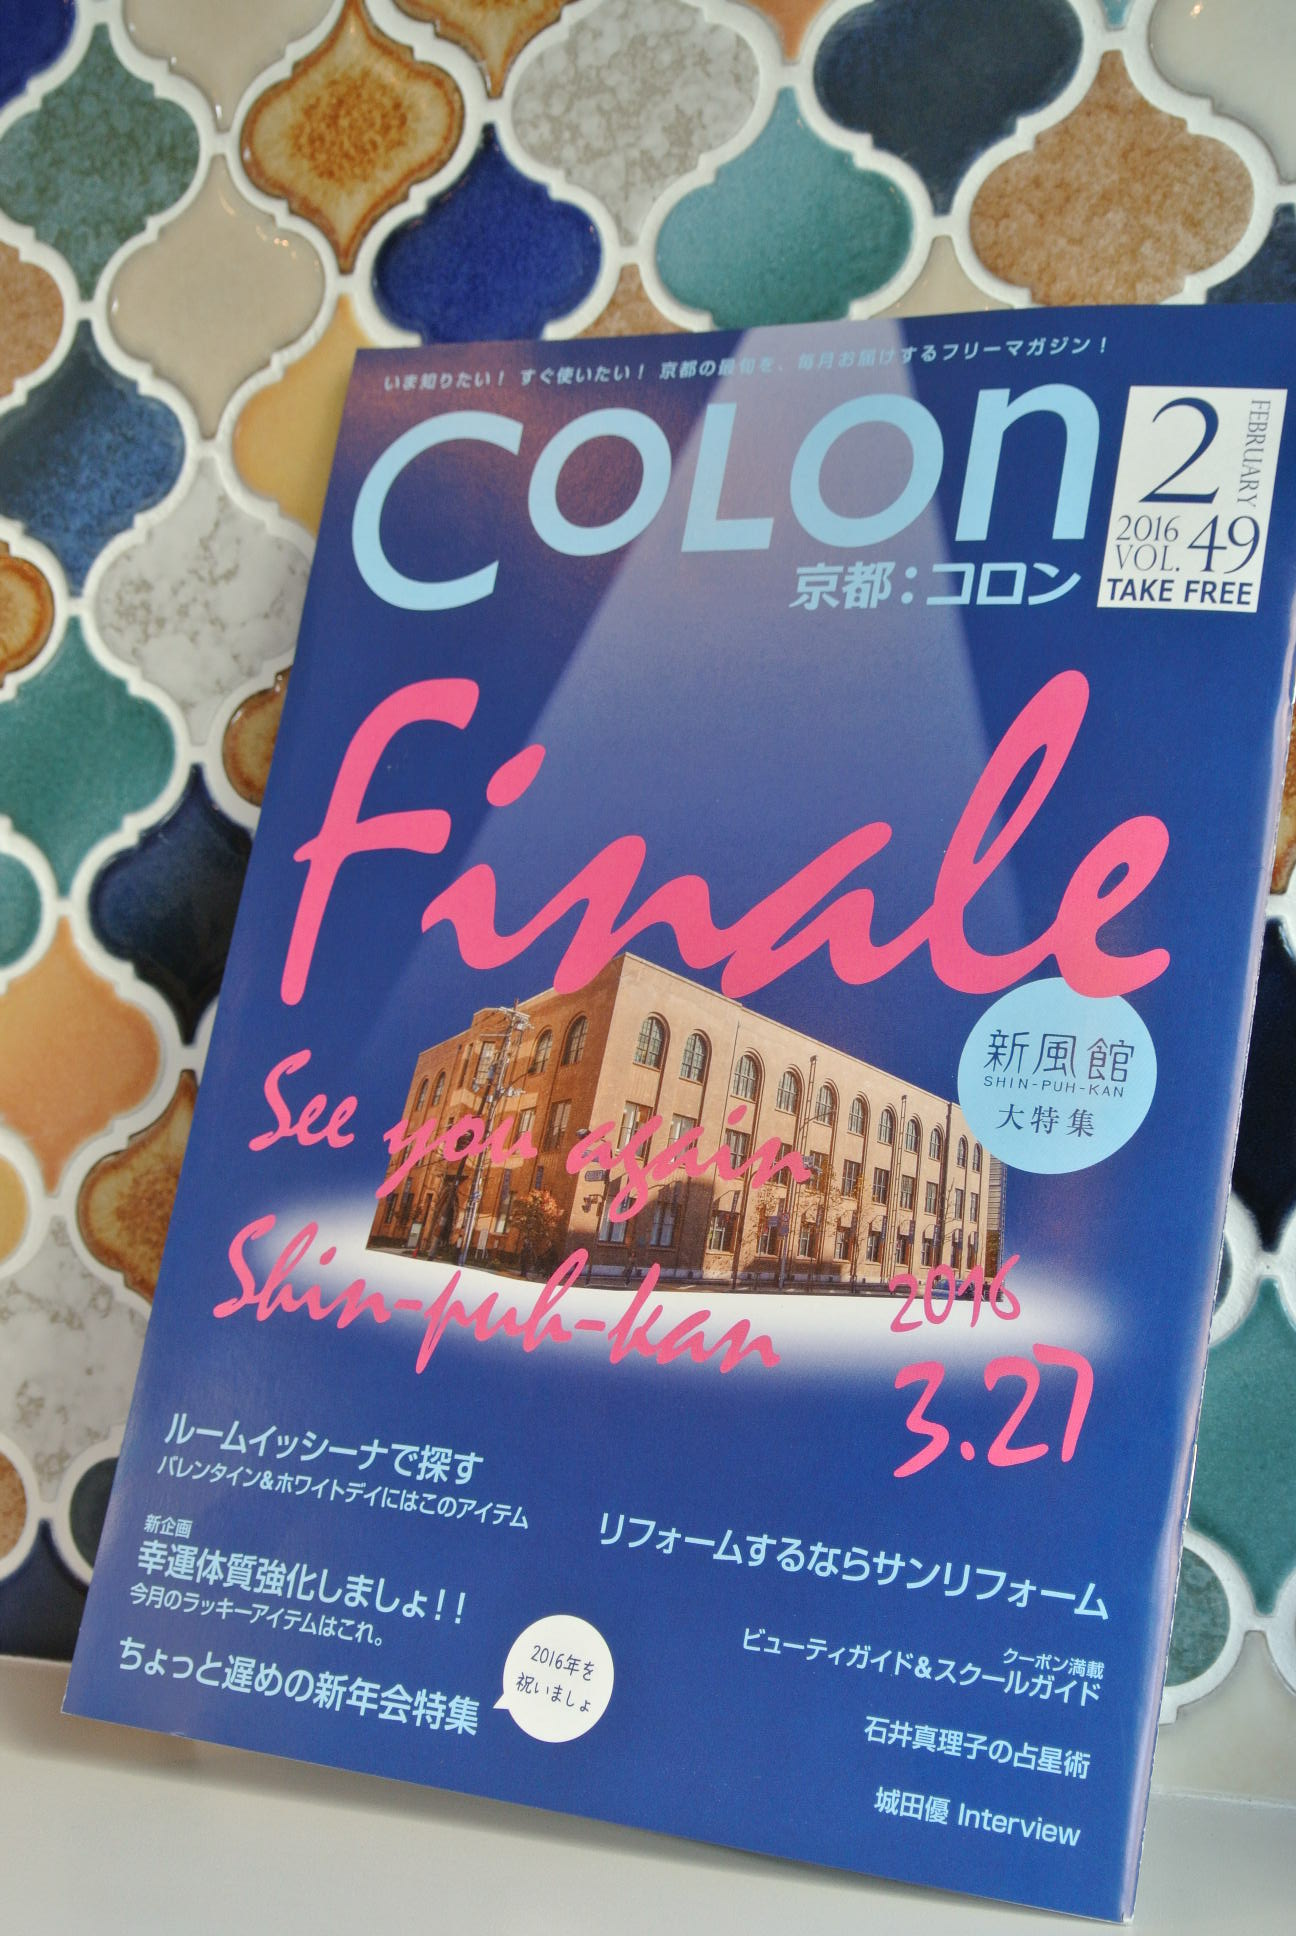 いま知りたい！ すぐ使いたい！ 京都の最旬を、毎月お届けするフリーマガジン！
COLOn
京都：コロン
2
FEBRUARY
2016
VOL. 49
TAKE FREE
Finale
新風館
SHIN-PUH-KAN
大特集
See you again
Shin-puh-kan
2016
3.27
ルームイッシーナで探す
バレンタイン&ホワイトデイにはこのアイテム
新企画
幸運体質強化しましょ！！
今月のラッキーアイテムはこれ。
ちょっと遅めの新年会特集
2016年を
祝いましょ
リフォームするならサンリフォーム
クーポン満載
ビューティガイド&スクールガイド
石井真理子の占星術
城田優 Interview